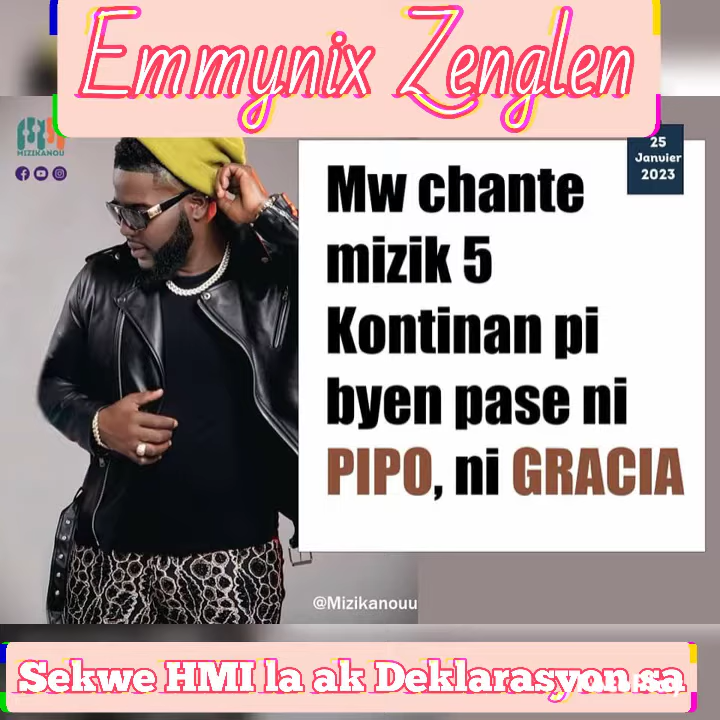 Emmynix Zenglen
MIZIKANOU
25
Janvier
2023
Mw chante
mizik 5
Kontinan pi
byen pase ni
PIPO, ni GRACIA
@Mizikanouu
Sekwe HMI la ak Deklarasyon sa